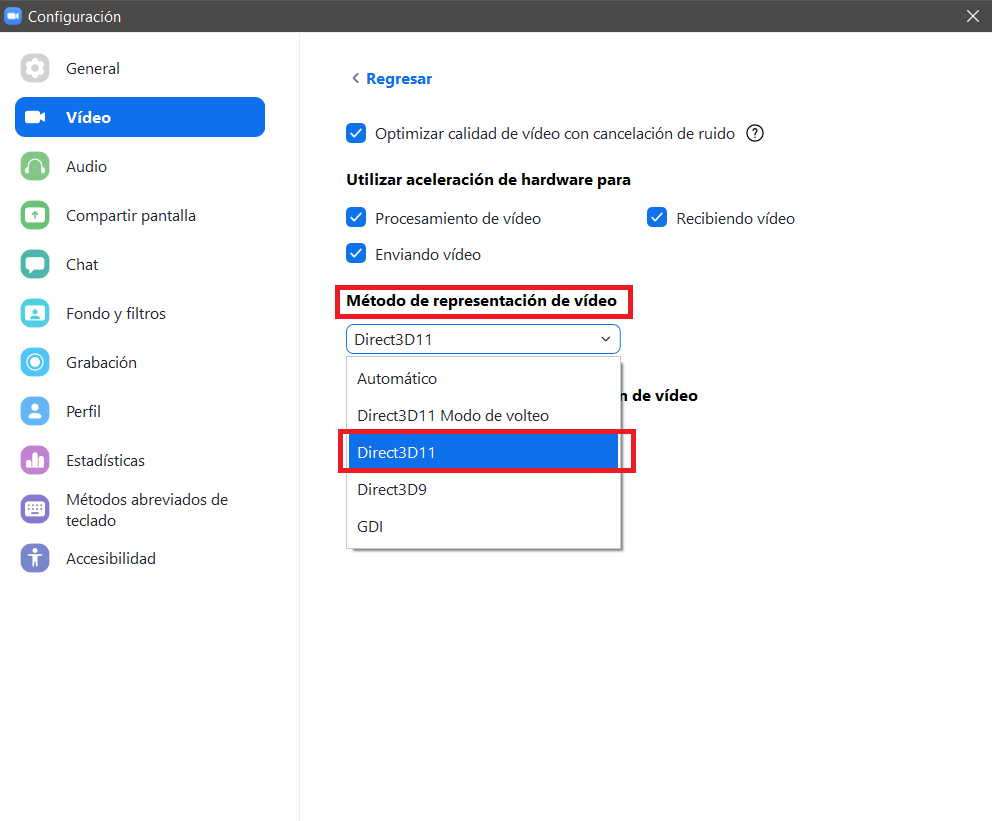 Configuración
General
Vídeo
Audio
Compartir pantalla
Chat
Fondo y filtros
Grabación
Perfil
Estadísticas
Métodos abreviados de
teclado
Accesibilidad
Regresar
Optimizar calidad de vídeo con cancelación de ruido ?
Utilizar aceleración de hardware para
Procesamiento de vídeo Recibiendo vídeo
Enviando vídeo
Método de representación de vídeo
Direct3D11
Automático
de vídeo
Direct3D11 Modo de volteo
Direct3D11
Direct3D9
GDI